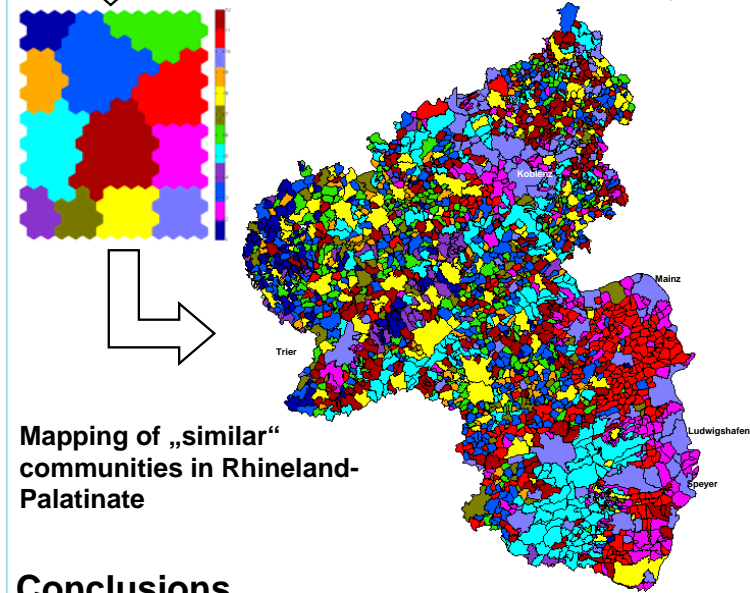 Koblenz
Mainz
Trier
Ludwigshafen
Speyer
Mapping of „similar“
communities in Rhineland-
Palatinate
Conclusions